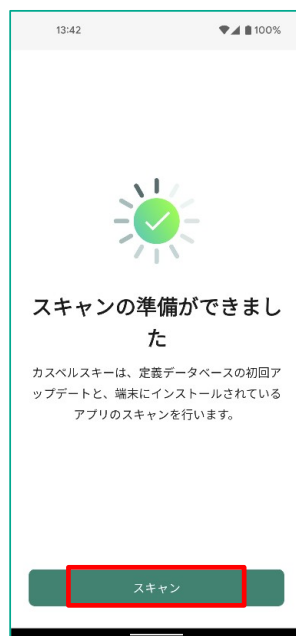 13:42
100%
スキャンの準備ができまし
た
カスペルスキーは、定義データベースの初回ア
ップデートと、端末にインストールされている
アプリのスキャンを行います。
スキャン